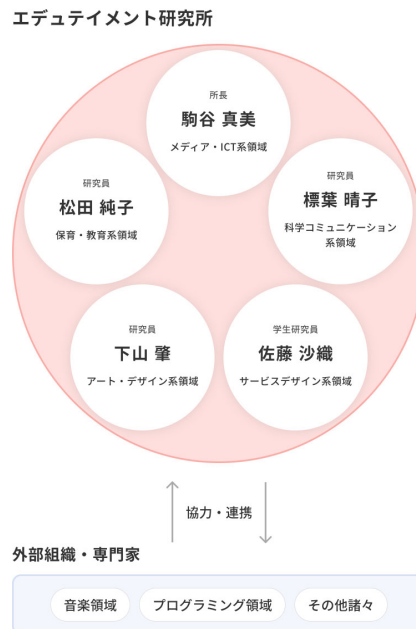 エデュテイメント研究所
所長
駒谷 真美
メディア・ICT系領域
研究員
松田 純子
保育・教育系領域
研究員
標葉 晴子
科学コミュニケーション
系領域
研究員
下山 肇
アート・デザイン系領域
学生研究員
佐藤 沙織
サービスデザイン系領域
協力・連携
外部組織・専門家
音楽領域
プログラミング領域
その他諸々